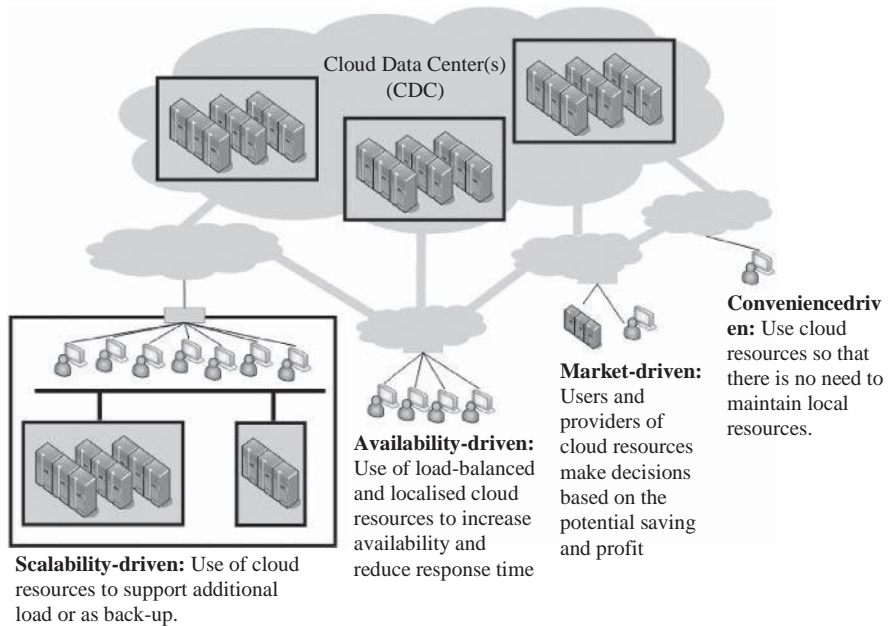 Cloud Data Center(s)
(CDC)
Scalability-driven: Use of cloud
resources to support additional
load or as back-up.
Availability-driven:
Use of load-balanced
and localised cloud
resources to increase
availability and
reduce response time
Market-driven:
Users and
providers of
cloud resources
make decisions
based on the
potential saving
and profit
Conveniencedriv
en: Use cloud
resources so that
there is no need to
maintain local
resources.